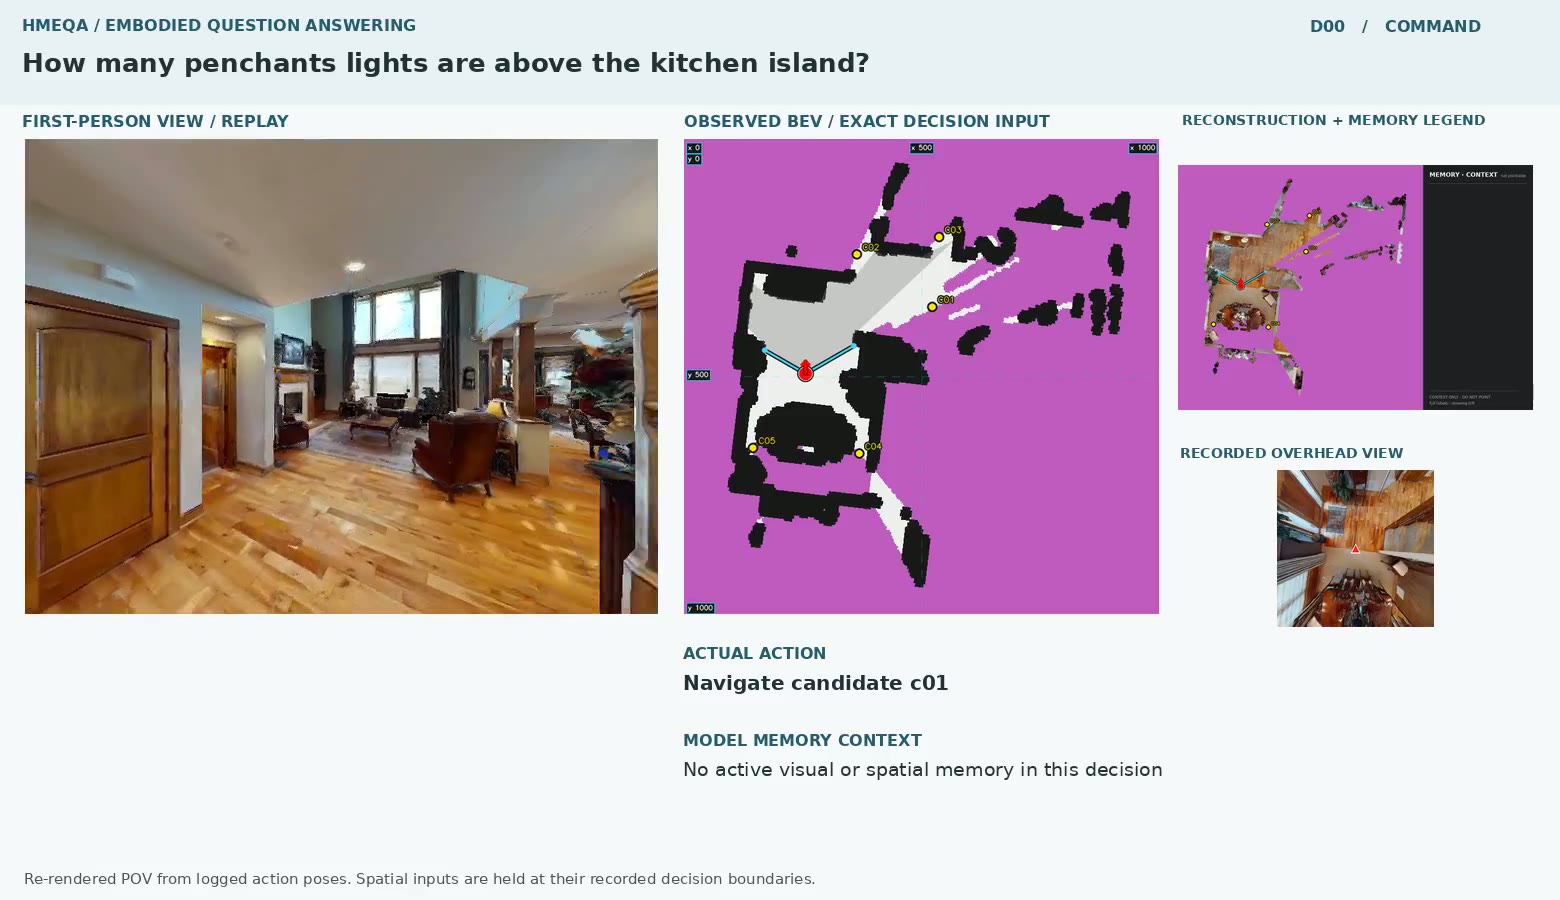 HMEQA / EMBODIED QUESTION ANSWERING
D00 / COMMAND
How many penchants lights are above the kitchen island?
FIRST-PERSON VIEW / REPLAY
OBSERVED BEV / EXACT DECISION INPUT
RECONSTRUCTION + MEMORY LEGEND
x 0
y 0
x 500
x 1000
C02
C03
C01
y 500
C05
C04
y 1000
MEMORY · CONTEXT
RECORDED OVERHEAD VIEW
ACTUAL ACTION
Navigate candidate c01
MODEL MEMORY CONTEXT
No active visual or spatial memory in this decision
Re-rendered POV from logged action poses. Spatial inputs are held at their recorded decision boundaries.